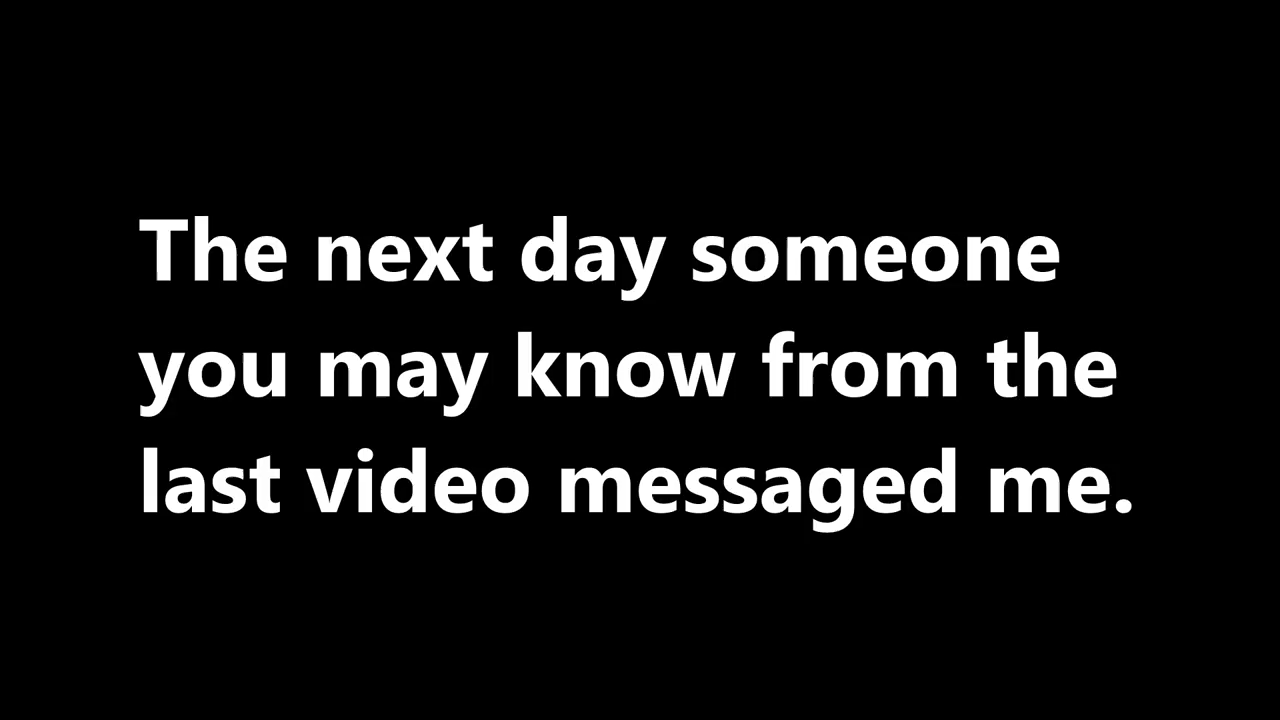 The next day someone
you may know from the
last video messaged me.